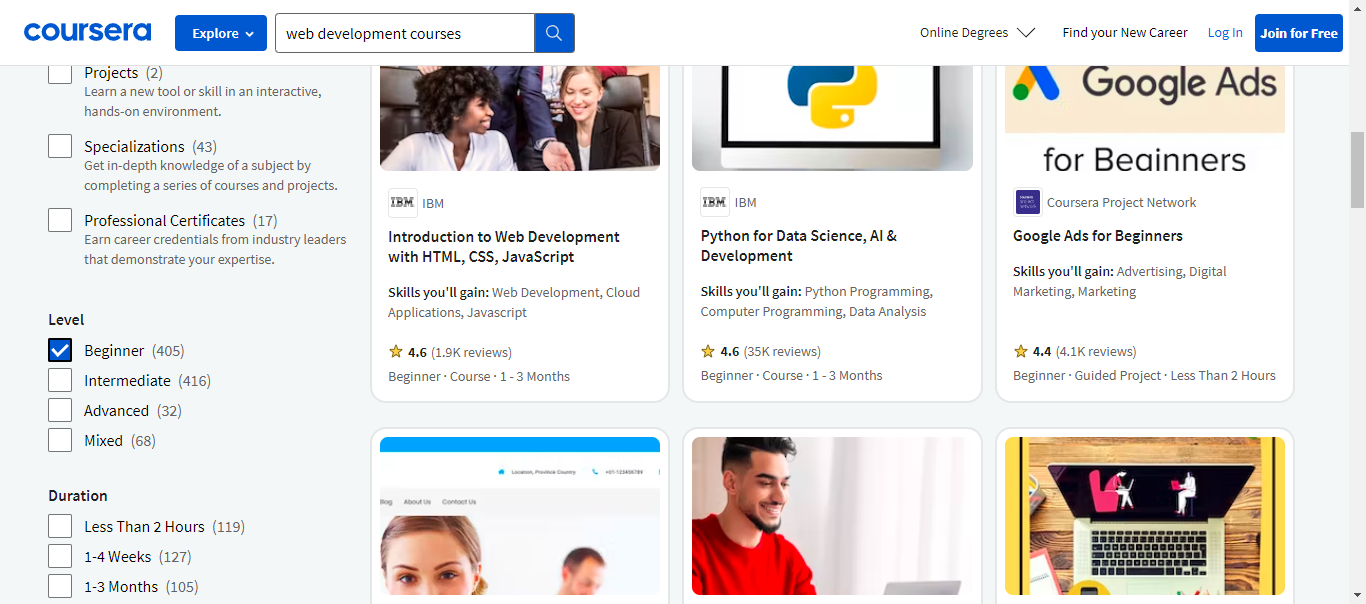 coursera
Explore
web development courses
Online Degrees
Find your New Career
Log In
Join for Free
Projects (2)
Learn a new tool or skill in an interactive,
hands-on environment.
Specializations (43)
Get in-depth knowledge of a subject by
completing a series of courses and projects.
Professional Certificates (17)
Earn career credentials from industry leaders
that demonstrate your expertise.
Level
Beginner (405)
Intermediate (416)
Advanced (32)
Mixed (68)
Duration
Less Than 2 Hours (119)
1-4 Weeks (127)
1-3 Months (105)
IBM
IBM
Introduction to Web Development
with HTML, CSS, JavaScript
Skills you'll gain: Web Development, Cloud
Applications, Javascript
4.6 (1.9K reviews)
Beginner · Course · 1 - 3 Months
IBM
IBM
Python for Data Science, AI &
Development
Skills you'll gain: Python Programming,
Computer Programming, Data Analysis
4.6 (35K reviews)
Beginner · Course · 1 - 3 Months
Google Ads
for Beginners
Coursera Project Network
Google Ads for Beginners
Skills you'll gain: Advertising, Digital
Marketing, Marketing
4.4 (4.1K reviews)
Beginner · Guided Project · Less Than 2 Hours
Location, Province Country
+01-123456789
Blog About Us Contact Us